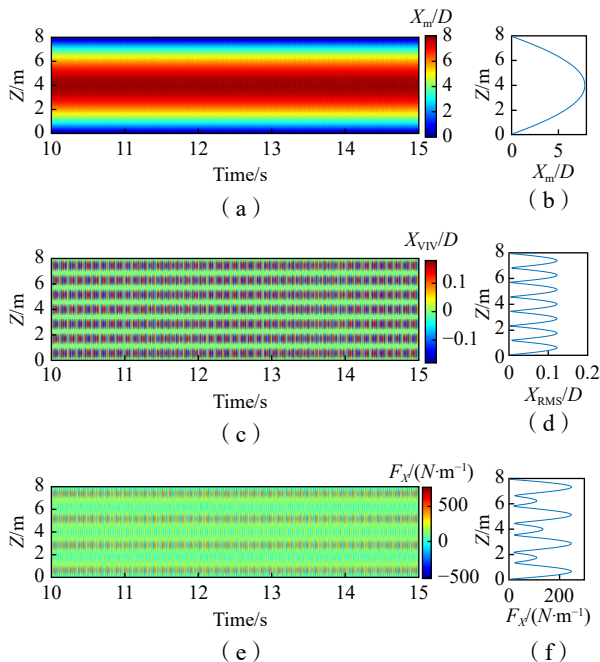 X_m/D
8
6
4
2
0
Z/m
10 11 12 13 14 15
Time/s
8
6
4
2
0
( a )
8
6
4
2
0
Z/m
0 5
X_m/D
( b )
X_VIV/D
8
6
4
2
0
Z/m
10 11 12 13 14 15
Time/s
0.1
0
−0.1
( c )
8
6
4
2
0
Z/m
0 0.1 0.2
X_RMS/D
( d )
F_X/(N·m⁻¹)
8
6
4
2
0
Z/m
10 11 12 13 14 15
Time/s
500
0
−500
( e )
8
6
4
2
0
Z/m
0 200
F_X/(N·m⁻¹)
( f )